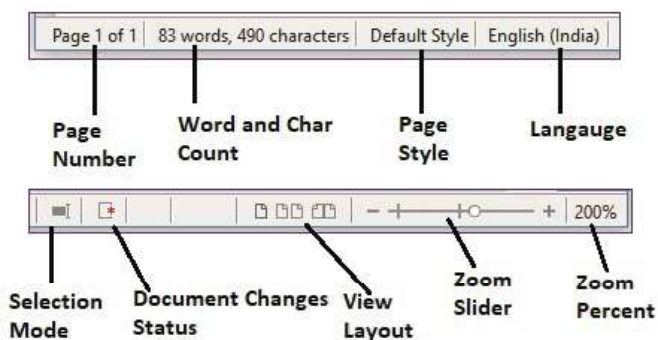 Page 1 of 1 83 words, 490 characters Default Style English (India)
Page Number
Word and Char Count
Page Style
Langauge
200%
Selection Mode
Document Changes Status
View Layout
Zoom Slider
Zoom Percent